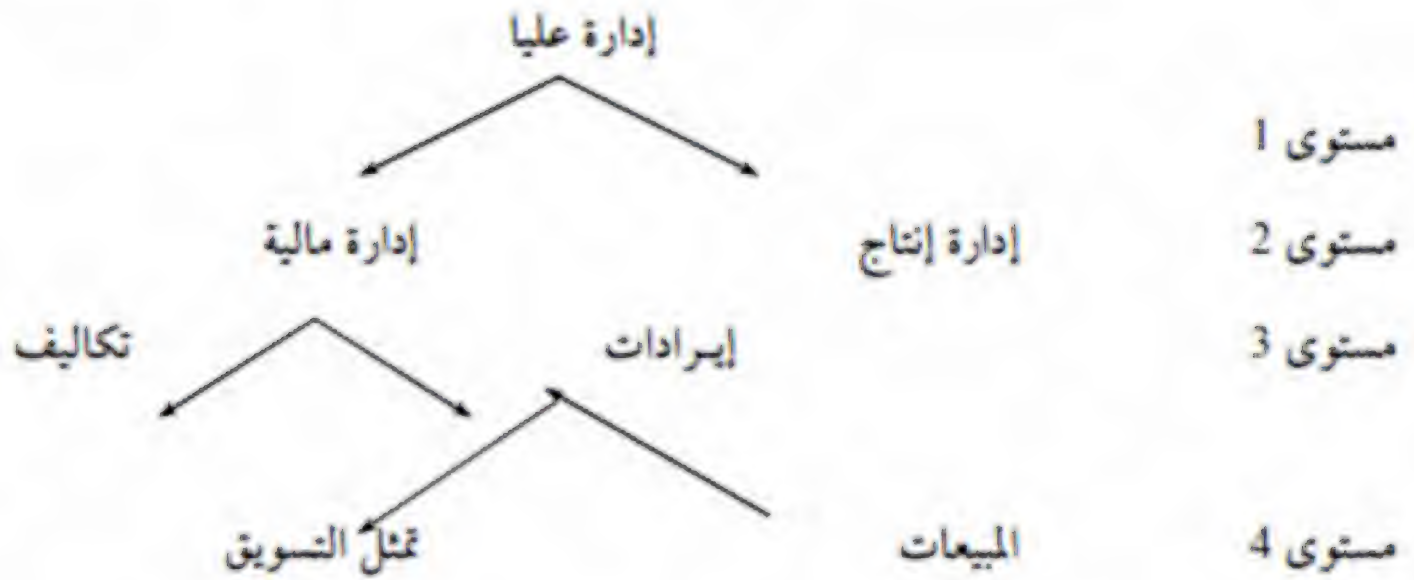 إدارة عليا
مستوى 1
مستوى 2 إدارة إنتاج إدارة مالية
مستوى 3 إيرادات تكاليف
مستوى 4 المبيعات تمثل التسويق